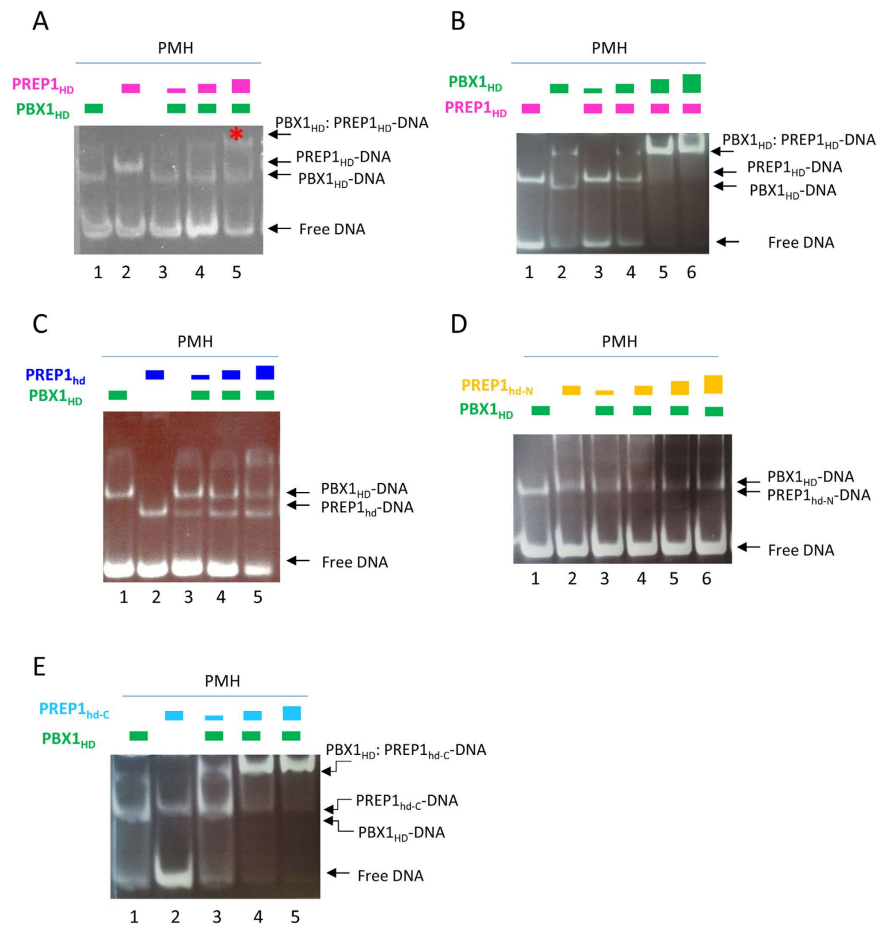 A
PMH
PREP1HD
PBX1HD
*
PBX1HD: PREP1HD-DNA
PREP1HD-DNA
PBX1HD-DNA
Free DNA
1 2 3 4 5
B
PMH
PBX1HD
PREP1HD
PBX1HD: PREP1HD-DNA
PREP1HD-DNA
PBX1HD-DNA
Free DNA
1 2 3 4 5 6
C
PMH
PREP1hd
PBX1HD
PBX1HD-DNA
PREP1hd-DNA
Free DNA
1 2 3 4 5
D
PMH
PREP1hd-N
PBX1HD
PBX1HD-DNA
PREP1hd-N-DNA
Free DNA
1 2 3 4 5 6
E
PMH
PREP1hd-C
PBX1HD
PBX1HD: PREP1hd-C-DNA
PREP1hd-C-DNA
PBX1HD-DNA
Free DNA
1 2 3 4 5